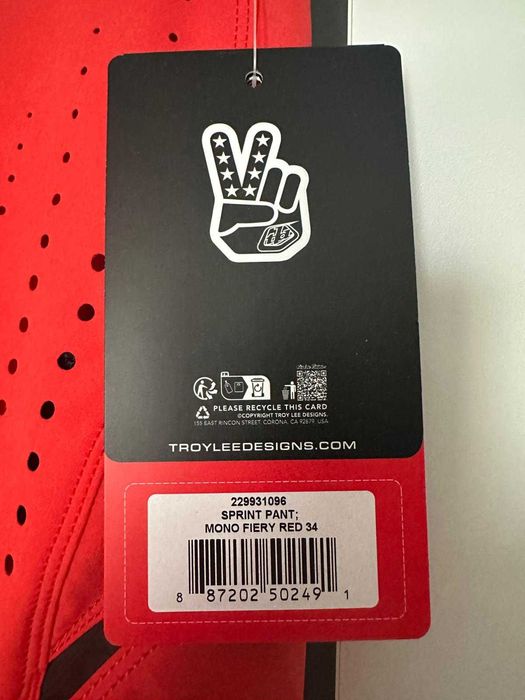 PLEASE RECYCLE THIS CARD
©COPYRIGHT TROY LEE DESIGNS.
155 EAST RINCON STREET. CORONA, CA 92879 .USA
TROYLEEDESIGNS.COM
229931096
SPRINT PANT;
MONO FIERY RED 34
8 87202 50249 1